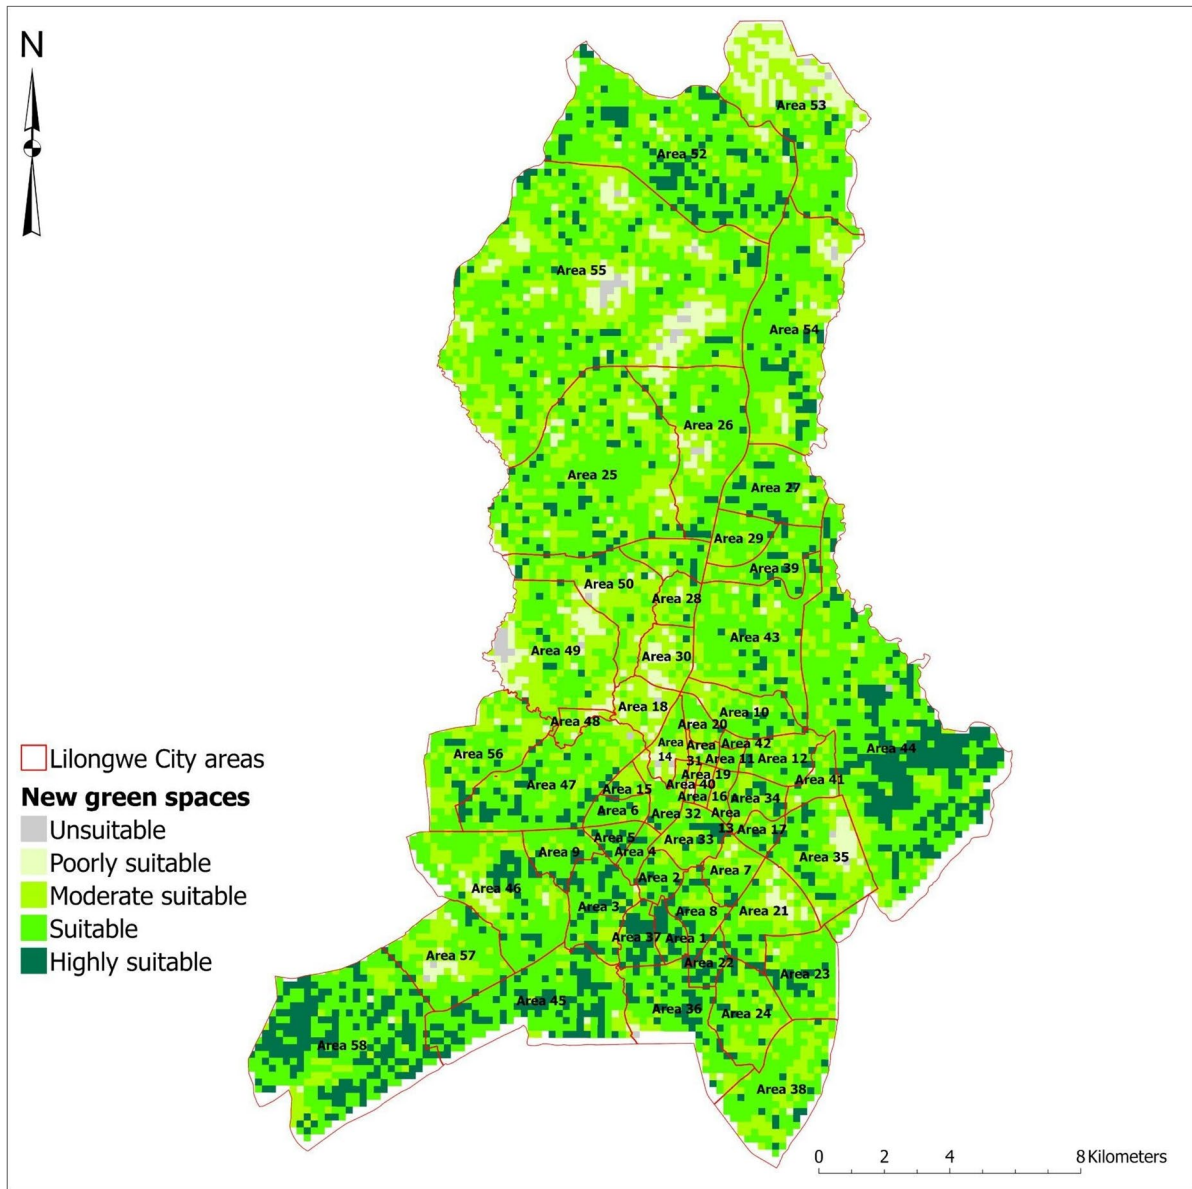 N
Area 53
Area 52
Area 55
Area 54
Area 26
Area 25
Area 27
Area 29
Area 39
Area 50
Area 28
Area 43
Area 49
Area 30
Area 18
Area 10
Area 48
Area 20
Area
14
Area
31
Area 42
Area 56
Area 11
Area 12
Area 44
Area 19
Area 47
Area 40
Area 41
Area 15
Area 16
Area 34
Area 6
Area 32
Area
13
Area 17
Area 5
Area 33
Area 9
Area 4
Area 35
Area 7
Area 2
Area 46
Area 3
Area 8
Area 21
Area 37
Area 1
Area 57
Area 22
Area 23
Area 45
Area 36
Area 24
Area 58
Area 38
Lilongwe City areas
New green spaces
Unsuitable
Poorly suitable
Moderate suitable
Suitable
Highly suitable
0 2 4 8 Kilometers